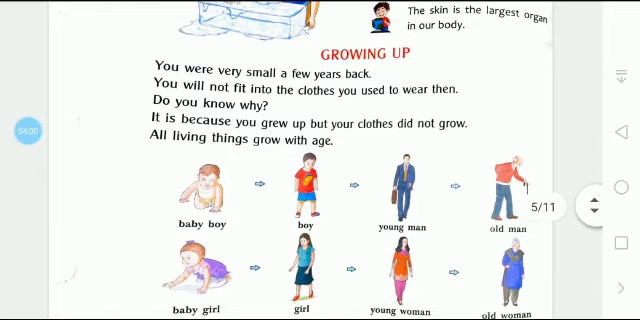 The skin is the largest organ
in our body.
GROWING UP
You were very small a few years back.
You will not fit into the clothes you used to wear then.
Do you know why?
It is because you grew up but your clothes did not grow.
All living things grow with age.
04:00
5/11
baby boy
boy
young man
old man
baby girl
girl
young woman
old woman